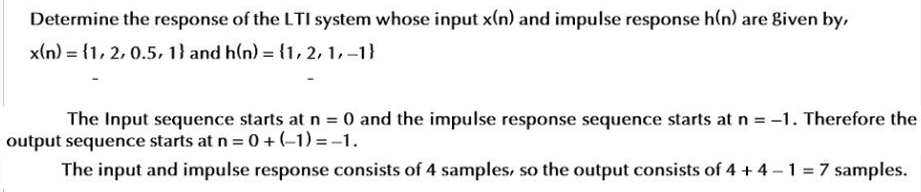 Determine the response of the LTI system whose input x(n) and impulse response h(n) are given by,
x(n) = {1, 2, 0.5, 1} and h(n) = {1, 2, 1, –1}
The Input sequence starts at n = 0 and the impulse response sequence starts at n = –1. Therefore the
output sequence starts at n = 0 + (–1) = –1.
The input and impulse response consists of 4 samples, so the output consists of 4 + 4 – 1 = 7 samples.